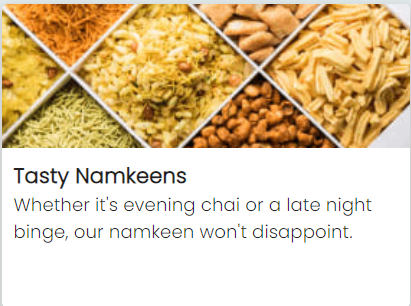 Tasty Namkeens
Whether it's evening chai or a late night
binge, our namkeen won't disappoint.